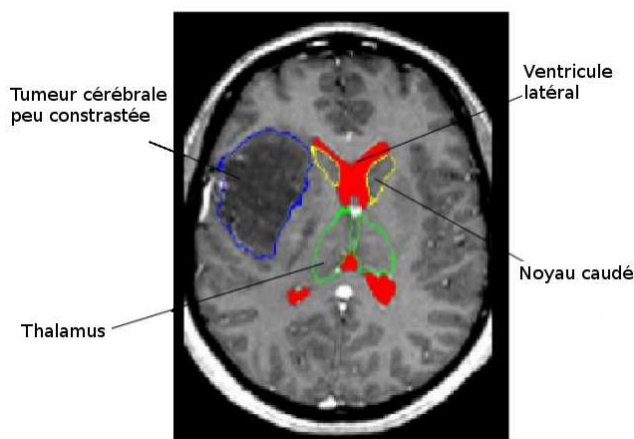 Tumeur cérébrale
peu constrastée
Ventricule
latéral
Noyau caudé
Thalamus